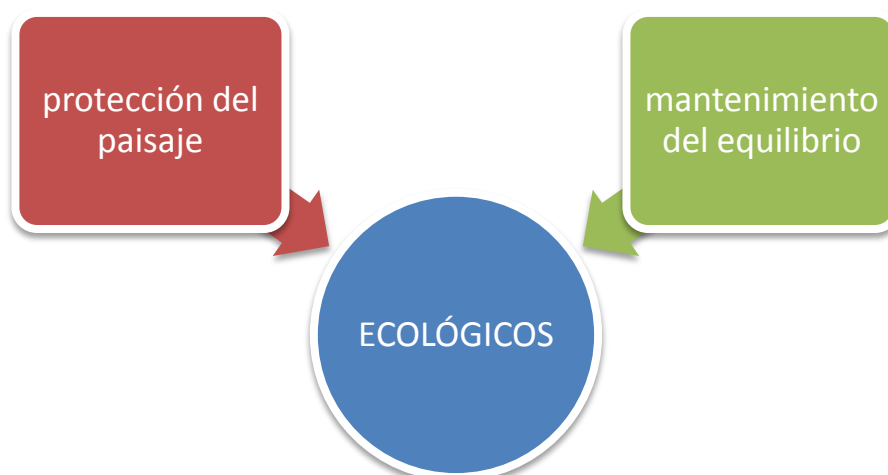 protección del
paisaje
mantenimiento
del equilibrio
ECOLÓGICOS